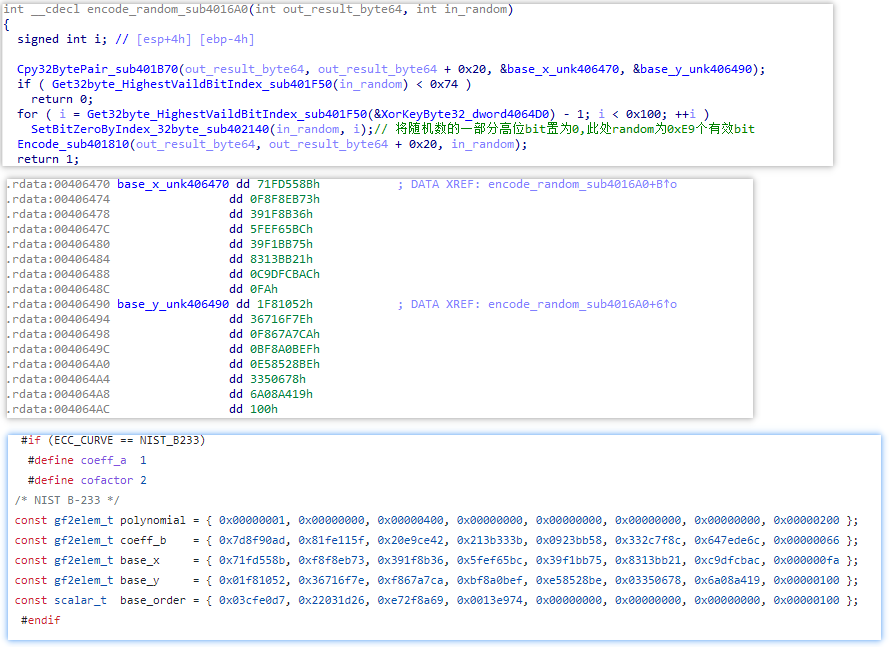 int __cdecl encode_random_sub4016A0(int out_result_byte64, int in_random)
{
  signed int i; // [esp+4h] [ebp-4h]

  Cpy32BytePair_sub401B70(out_result_byte64, out_result_byte64 + 0x20, &base_x_unk406470, &base_y_unk406490);
  if ( Get32byte_HighestVaildBitIndex_sub401F50(in_random) < 0x74 )
    return 0;
  for ( i = Get32byte_HighestVaildBitIndex_sub401F50(&XorKeyByte32_dword4064D0) - 1; i < 0x100; ++i )
    SetBitZeroByIndex_32byte_sub402140(in_random, i);// 将随机数的一部分高位bit置为0,此处random为0xE9个有效bit
  Encode_sub401810(out_result_byte64, out_result_byte64 + 0x20, in_random);
  return 1;
.rdata:00406470 base_x_unk406470 dd 71FD558Bh ; DATA XREF: encode_random_sub4016A0+B↑o
.rdata:00406474 dd 0F8F8EB73h
.rdata:00406478 dd 391F8B36h
.rdata:0040647C dd 5FEF65BCh
.rdata:00406480 dd 39F1BB75h
.rdata:00406484 dd 8313BB21h
.rdata:00406488 dd 0C9DFCBACh
.rdata:0040648C dd 0FAh
.rdata:00406490 base_y_unk406490 dd 1F81052h ; DATA XREF: encode_random_sub4016A0+6↑o
.rdata:00406494 dd 36716F7Eh
.rdata:00406498 dd 0F867A7CAh
.rdata:0040649C dd 0BF8A0BEFh
.rdata:004064A0 dd 0E58528BEh
.rdata:004064A4 dd 3350678h
.rdata:004064A8 dd 6A08A419h
.rdata:004064AC dd 100h
#if (ECC_CURVE == NIST_B233)
  #define coeff_a  1
  #define cofactor 2
/* NIST B-233 */
const gf2elem_t polynomial = { 0x00000001, 0x00000000, 0x00000400, 0x00000000, 0x00000000, 0x00000000, 0x00000000, 0x00000200 };
const gf2elem_t coeff_b    = { 0x7d8f90ad, 0x81fe115f, 0x20e9ce42, 0x213b333b, 0x0923bb58, 0x332c7f8c, 0x647ede6c, 0x00000066 };
const gf2elem_t base_x     = { 0x71fd558b, 0xf8f8eb73, 0x391f8b36, 0x5fef65bc, 0x39f1bb75, 0x8313bb21, 0xc9dfcbac, 0x000000fa };
const gf2elem_t base_y     = { 0x01f81052, 0x36716f7e, 0xf867a7ca, 0xbf8a0bef, 0xe58528be, 0x03350678, 0x6a08a419, 0x00000100 };
const scalar_t  base_order = { 0x03cfe0d7, 0x22031d26, 0xe72f8a69, 0x0013e974, 0x00000000, 0x00000000, 0x00000000, 0x00000100 };
#endif